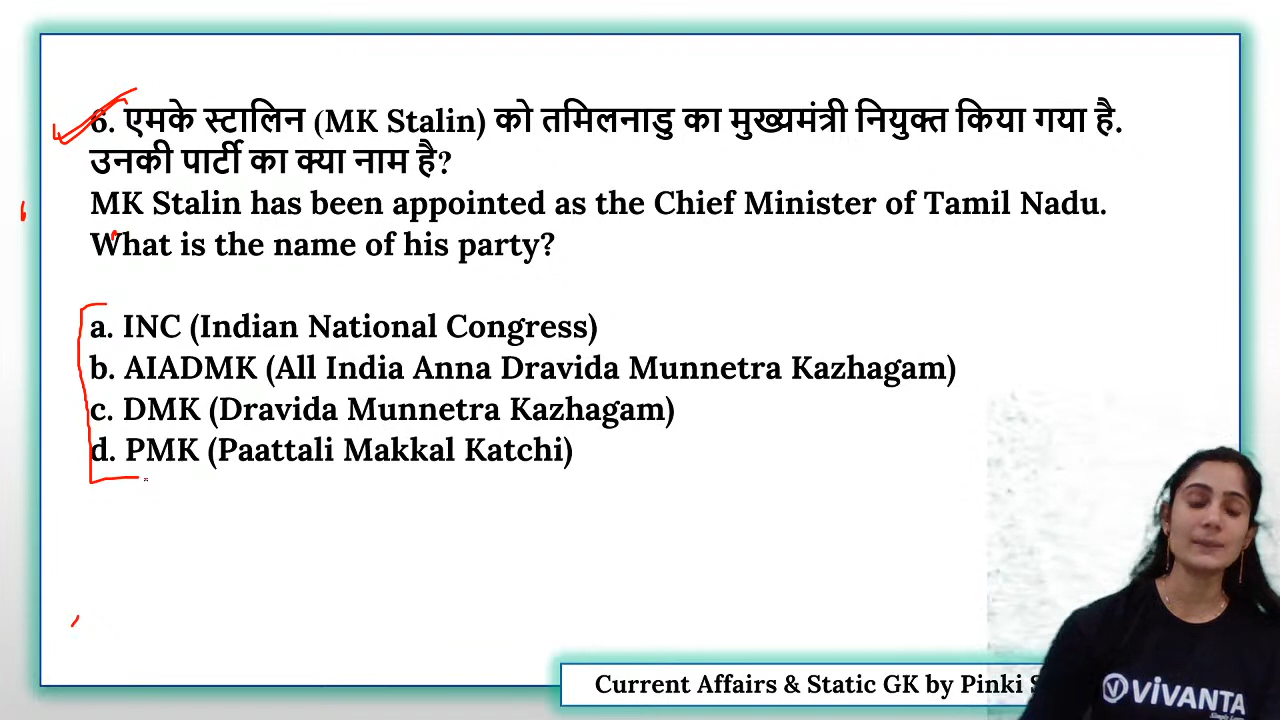 6. एमके स्टालिन (MK Stalin) को तमिलनाडु का मुख्यमंत्री नियुक्त किया गया है.
उनकी पार्टी का क्या नाम है?
MK Stalin has been appointed as the Chief Minister of Tamil Nadu.
What is the name of his party?
a. INC (Indian National Congress)
b. AIADMK (All India Anna Dravida Munnetra Kazhagam)
c. DMK (Dravida Munnetra Kazhagam)
d. PMK (Paattali Makkal Katchi)
Current Affairs & Static GK by Pinki
ViVANTA